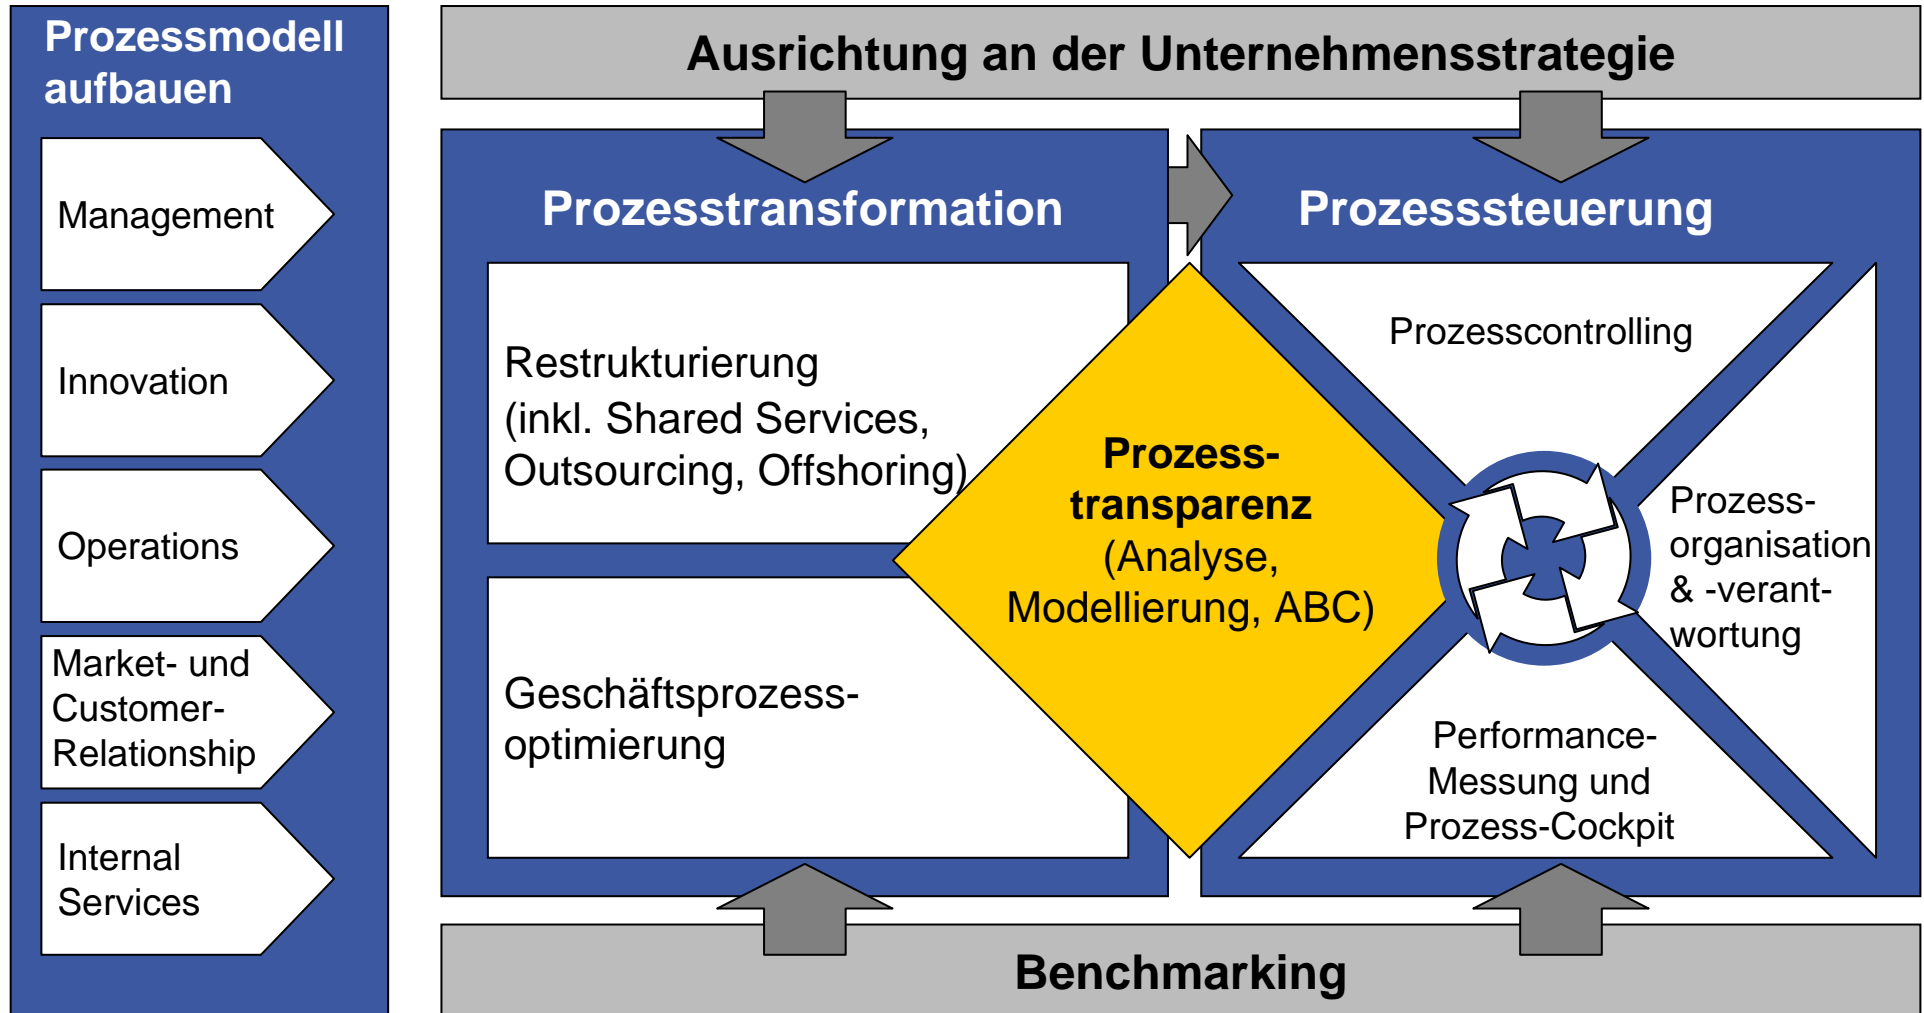 Prozessmodell
aufbauen
Management
Innovation
Operations
Market- und
Customer-
Relationship
Internal
Services
Ausrichtung an der Unternehmensstrategie
Prozesstransformation
Restrukturierung
(inkl. Shared Services,
Outsourcing, Offshoring)
Geschäftsprozess-
optimierung
Prozess-
transparenz
(Analyse,
Modellierung, ABC)
Prozesssteuerung
Prozesscontrolling
Prozess-
organisation
& -verant-
wortung
Performance-
Messung und
Prozess-Cockpit
Benchmarking